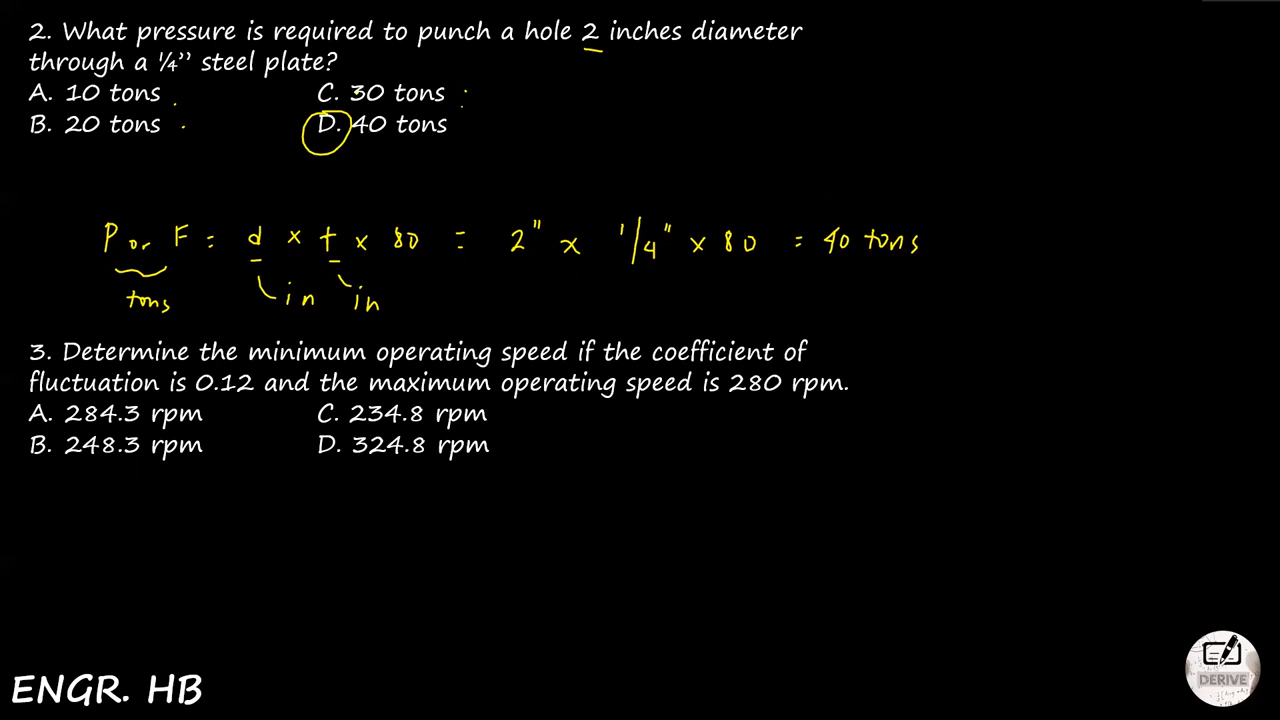 2. What pressure is required to punch a hole 2 inches diameter
through a ¼” steel plate?
A. 10 tons C. 30 tons
B. 20 tons D. 40 tons
P or F = d x t x 80 = 2" x 1/4" x 80 = 40 tons
tons in in
3. Determine the minimum operating speed if the coefficient of
fluctuation is 0.12 and the maximum operating speed is 280 rpm.
A. 284.3 rpm C. 234.8 rpm
B. 248.3 rpm D. 324.8 rpm
ENGR. HB
DERIVE